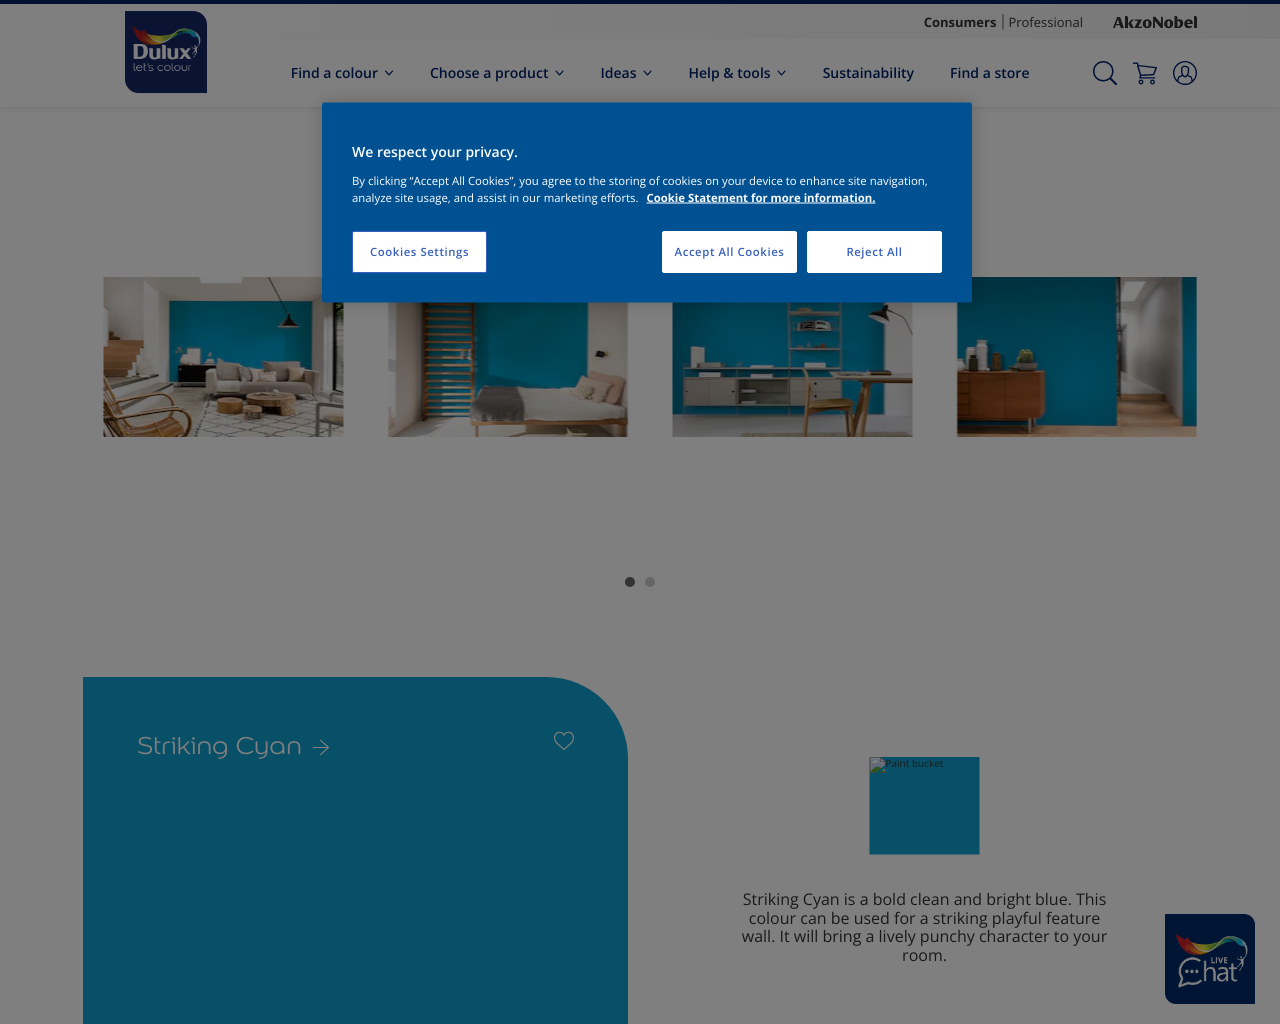 Consumers
Professional
AkzoNobel
Dulux
let's colour
Find a colour
Choose a product
Ideas
Help & tools
Sustainability
Find a store
We respect your privacy.
By clicking “Accept All Cookies”, you agree to the storing of cookies on your device to enhance site navigation,
analyze site usage, and assist in our marketing efforts. Cookie Statement for more information.
Cookies Settings
Accept All Cookies
Reject All
Striking Cyan →
Paint bucket
Striking Cyan is a bold clean and bright blue. This
colour can be used for a striking playful feature
wall. It will bring a lively punchy character to your
room.
LIVE
Chat